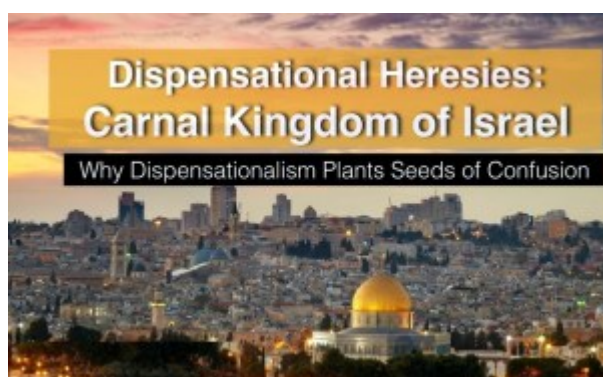 Dispensational Heresies:
Carnal Kingdom of Israel
Why Dispensationalism Plants Seeds of Confusion